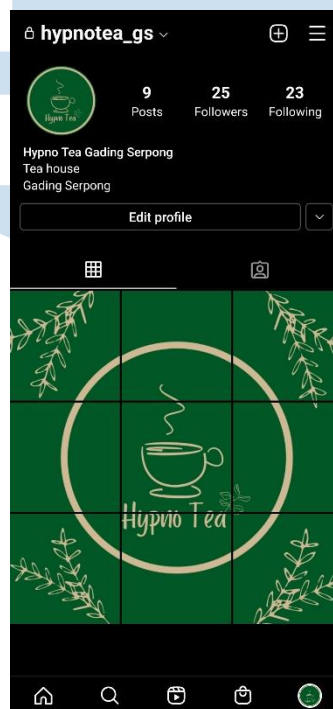 hypnotea_gs
Hypno Tea
9 25 23
Posts Followers Following
Hypno Tea Gading Serpong
Tea house
Gading Serpong
Edit profile
Hypno Tea